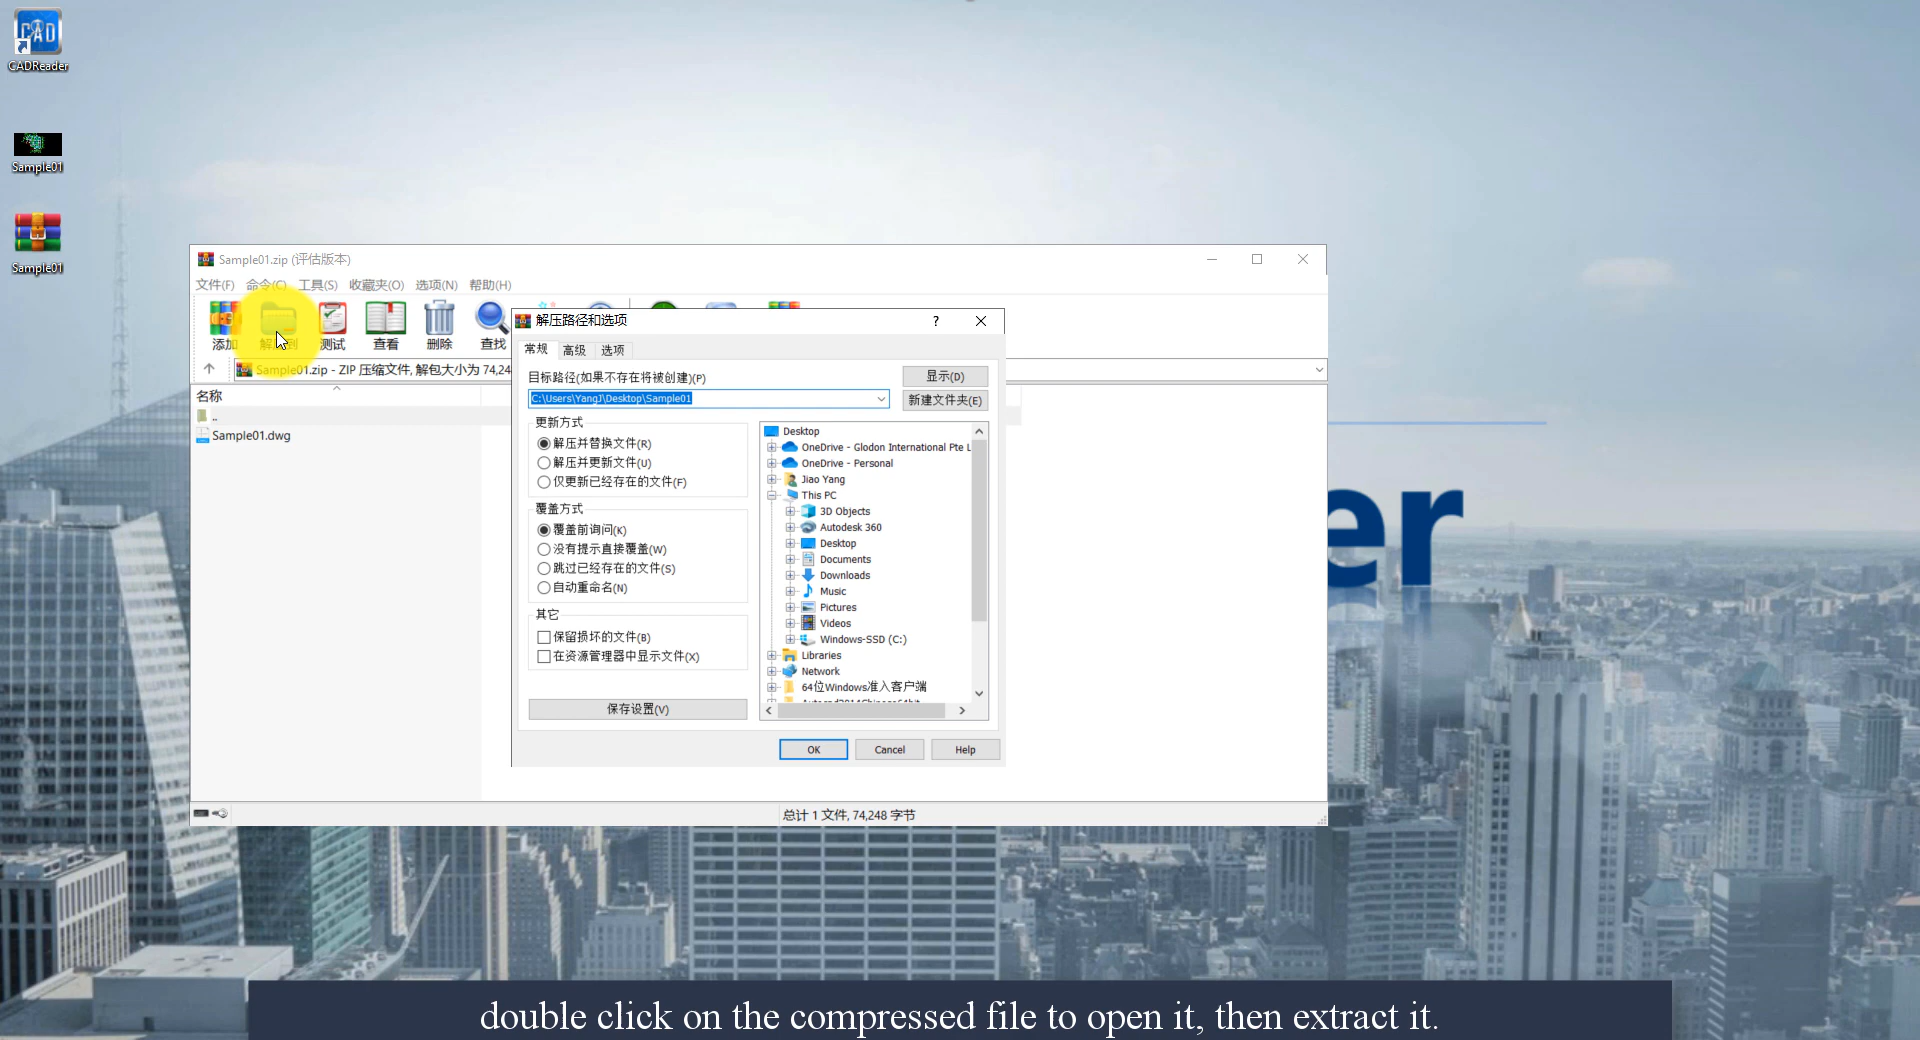 CADReader
Sample01
Sample01
Sample01.zip (评估版本)
文件(F) 命令(C) 工具(S) 收藏夹(O) 选项(N) 帮助(H)
添加 解压到 测试 查看 删除 查找
Sample01.zip - ZIP 压缩文件, 解包大小为 74,24
名称
..
Sample01.dwg
解压路径和选项
常规 高级 选项
目标路径(如果不存在将被创建)(P)
显示(D)
C:\Users\YangJ\Desktop\Sample01
新建文件夹(E)
更新方式
解压并替换文件(R)
解压并更新文件(U)
仅更新已经存在的文件(F)
覆盖方式
覆盖前询问(K)
没有提示直接覆盖(W)
跳过已经存在的文件(S)
自动重命名(N)
其它
保留损坏的文件(B)
在资源管理器中显示文件(X)
保存设置(V)
Desktop
OneDrive - Glodon International Pte L
OneDrive - Personal
Jiao Yang
This PC
3D Objects
Autodesk 360
Desktop
Documents
Downloads
Music
Pictures
Videos
Windows-SSD (C:)
Libraries
Network
64位Windows准入客户端
OK Cancel Help
总计 1 文件, 74,248 字节
er
double click on the compressed file to open it, then extract it.